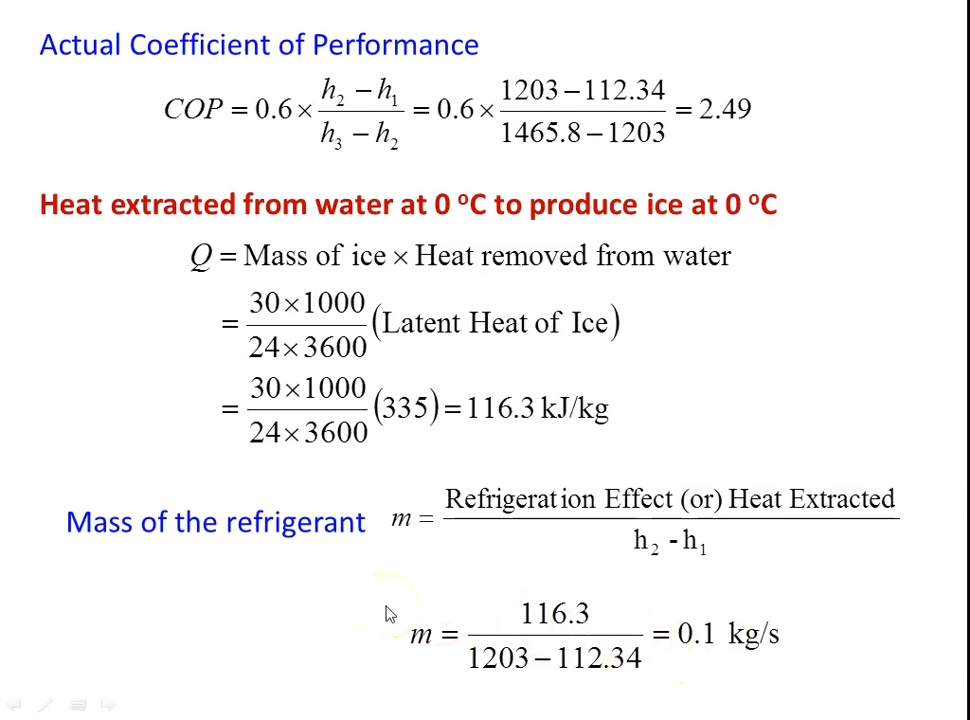 Actual Coefficient of Performance
COP = 0.6 × (h₂ − h₁)/(h₃ − h₂) = 0.6 × (1203 − 112.34)/(1465.8 − 1203) = 2.49
Heat extracted from water at 0 °C to produce ice at 0 °C
Q = Mass of ice × Heat removed from water
= (30 × 1000)/(24 × 3600) (Latent Heat of Ice)
= (30 × 1000)/(24 × 3600) (335) = 116.3 kJ/kg
Mass of the refrigerant m = Refrigeration Effect (or) Heat Extracted / h₂ - h₁
m = 116.3/(1203 − 112.34) = 0.1 kg/s